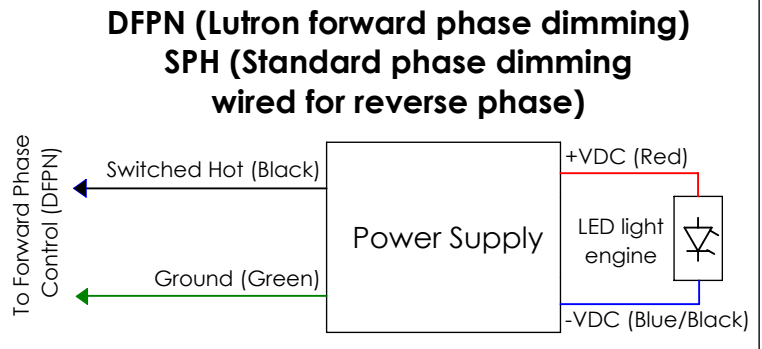 DFPN (Lutron forward phase dimming)
SPH (Standard phase dimming
wired for reverse phase)
To Forward Phase
Control (DFPN)
Switched Hot (Black)
Ground (Green)
Power Supply
+VDC (Red)
LED light
engine
-VDC (Blue/Black)